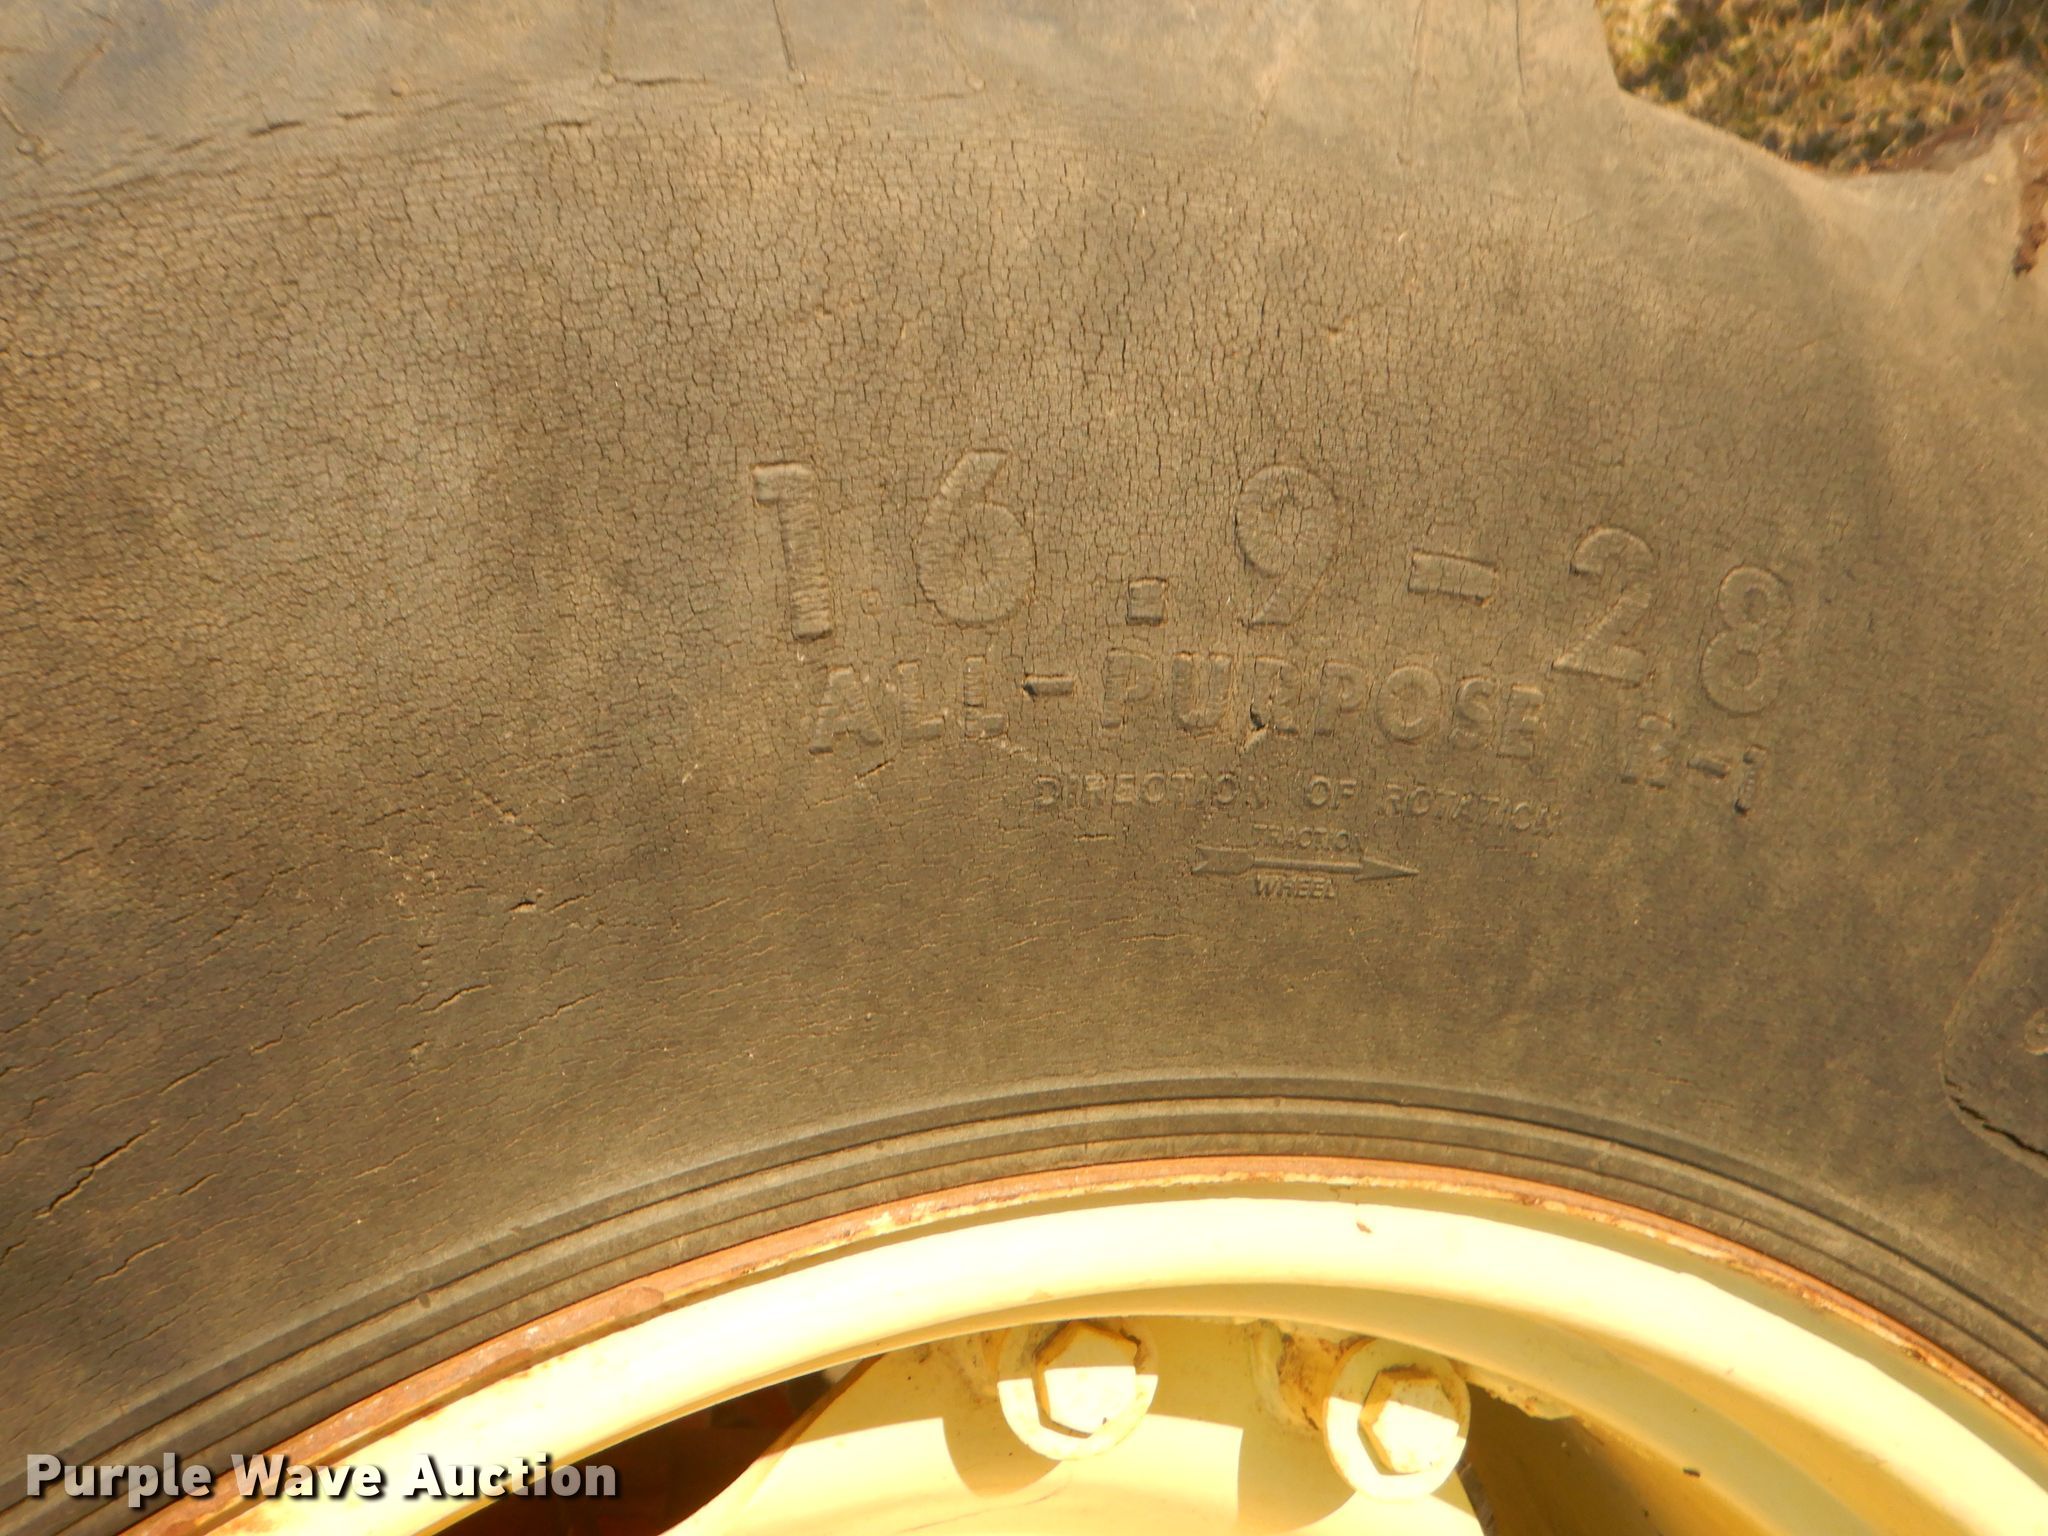 16.9-28
ALL-PURPOSE R-1
DIRECTION OF ROTATION
TRACTION
WHEEL
Purple Wave Auction